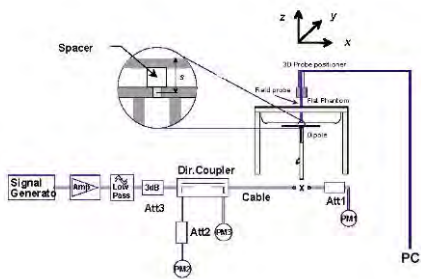 z
y
x
Spacer
s
3D Probe positioner
Field probe
Flat Phantom
Dipole
Signal
Generato
Amp
Low
Pass
3dB
Att3
Dir.Coupler
Cable
x
Att1
PM1
Att2
PM3
PM2
PC